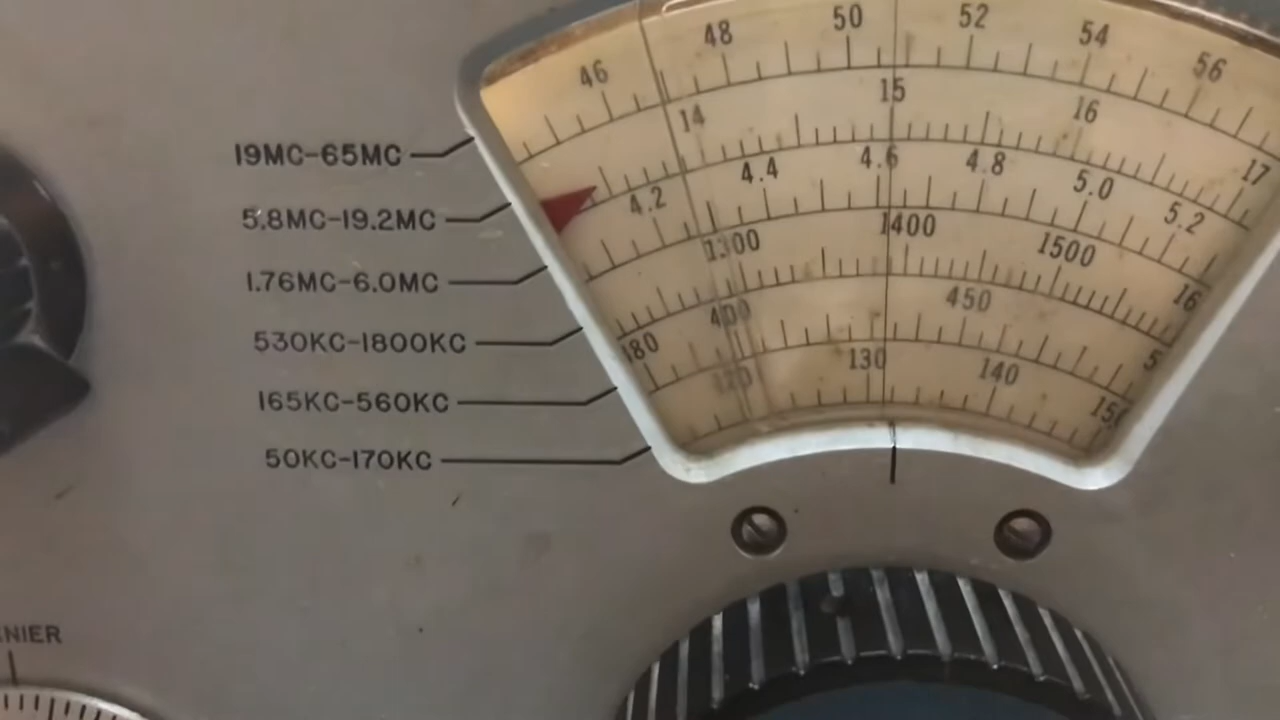 46 48 50 52 54 56
14 15 16 17
19MC-65MC
4.2 4.4 4.6 4.8 5.0 5.2
5.8MC-19.2MC
1300 1400 1500 16
1.76MC-6.0MC
400 450 5
530KC-1800KC
180 120 130 140 150
165KC-560KC
50KC-170KC
NIER